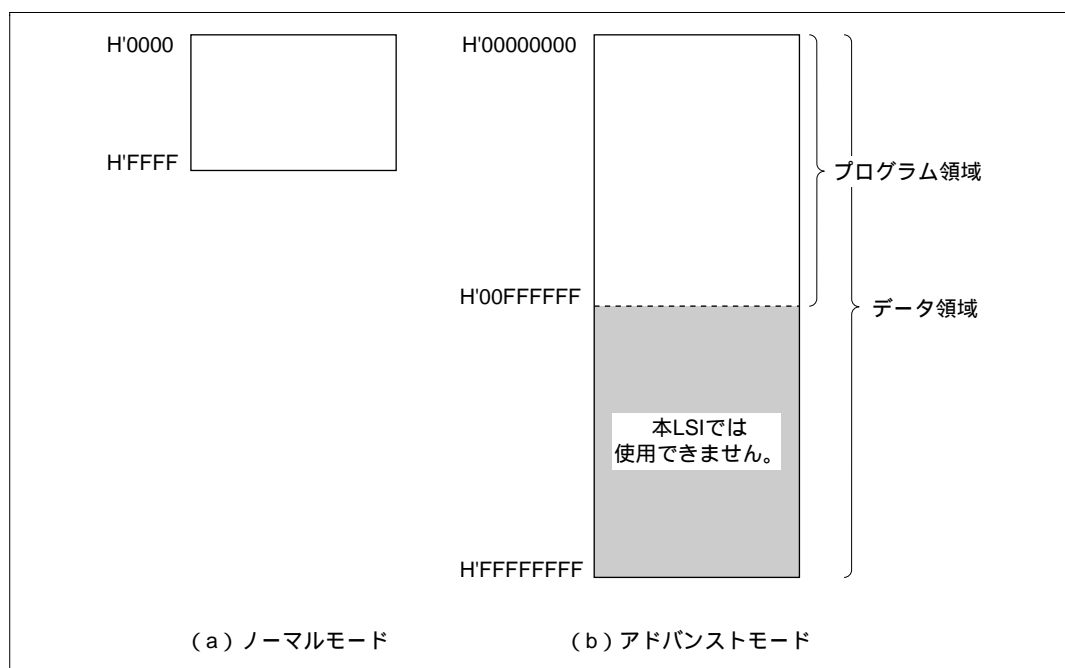 H'0000
H'FFFF
H'00000000
H'00FFFFFF
H'FFFFFFFF
プログラム領域
データ領域
本LSIでは
使用できません。
(a)ノーマルモード
(b)アドバンストモード